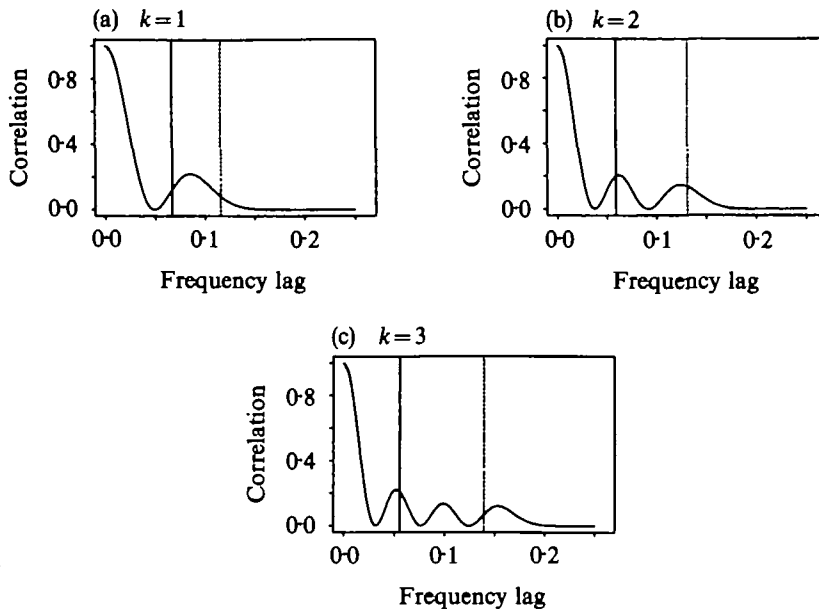 (a) k=1
Correlation
0·8
0·4
0·0
0·0 0·1 0·2
Frequency lag
(b) k=2
Correlation
0·8
0·4
0·0
0·0 0·1 0·2
Frequency lag
(c) k=3
Correlation
0·8
0·4
0·0
0·0 0·1 0·2
Frequency lag